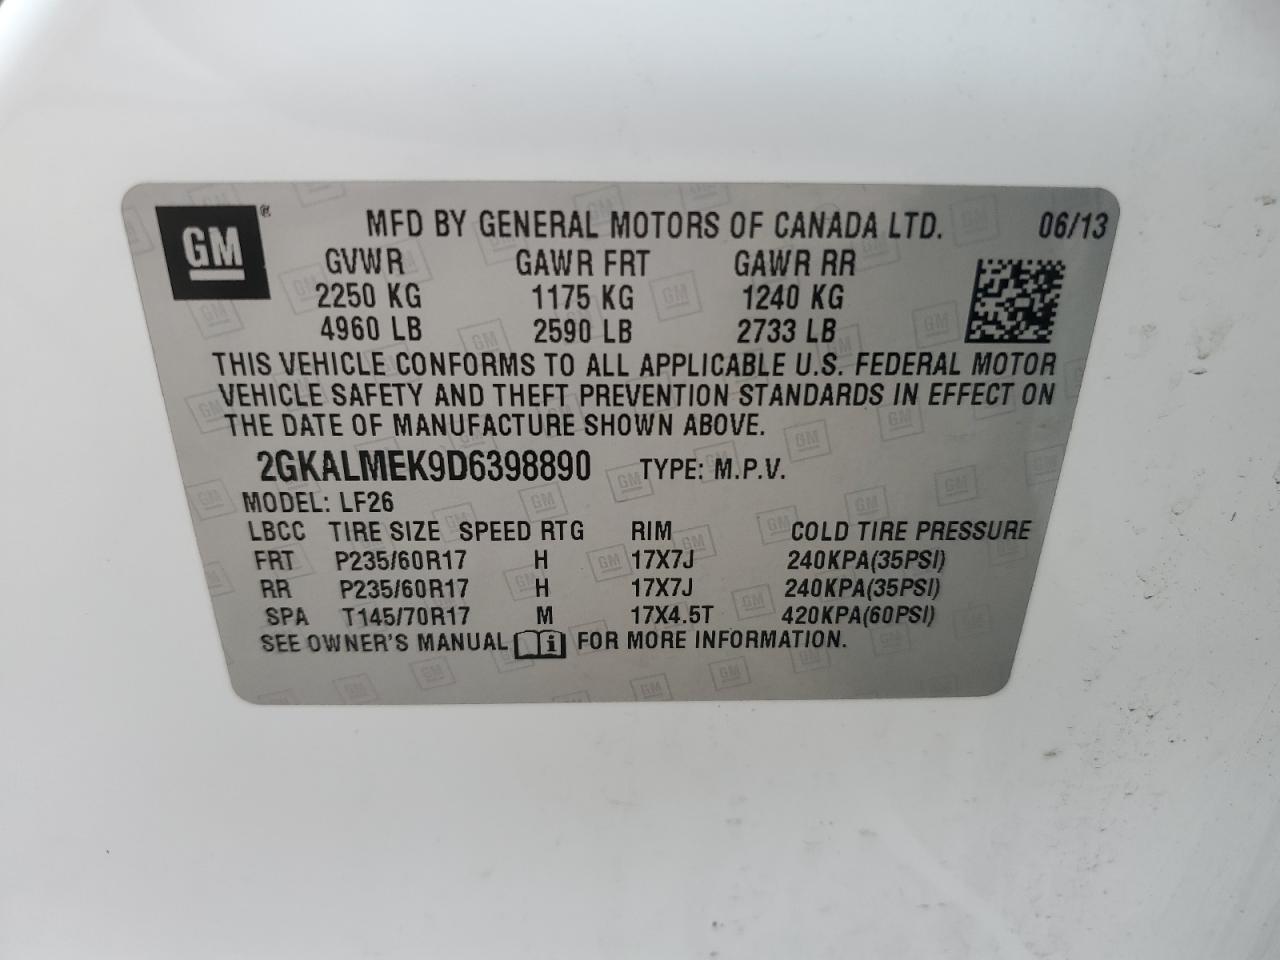 GM® MFD BY GENERAL MOTORS OF CANADA LTD. 06/13
GVWR GAWR FRT GAWR RR
2250 KG 1175 KG 1240 KG
4960 LB 2590 LB 2733 LB
THIS VEHICLE CONFORMS TO ALL APPLICABLE U.S. FEDERAL MOTOR
VEHICLE SAFETY AND THEFT PREVENTION STANDARDS IN EFFECT ON
THE DATE OF MANUFACTURE SHOWN ABOVE.
2GKALMEK9D6398890 TYPE: M.P.V.
MODEL: LF26
LBCC TIRE SIZE SPEED RTG RIM COLD TIRE PRESSURE
FRT P235/60R17 H 17X7J 240KPA(35PSI)
RR P235/60R17 H 17X7J 240KPA(35PSI)
SPA T145/70R17 M 17X4.5T 420KPA(60PSI)
SEE OWNER'S MANUAL i FOR MORE INFORMATION.